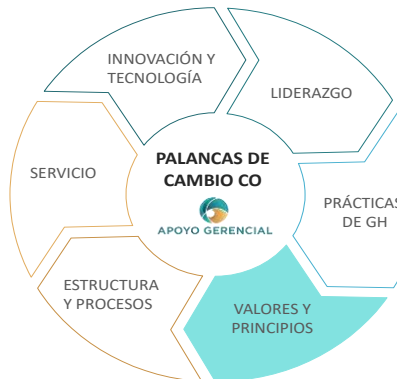 INNOVACIÓN Y
TECNOLOGÍA
LIDERAZGO
PRÁCTICAS
DE GH
VALORES Y
PRINCIPIOS
ESTRUCTURA
Y PROCESOS
SERVICIO
PALANCAS DE
CAMBIO CO
APOYO GERENCIAL